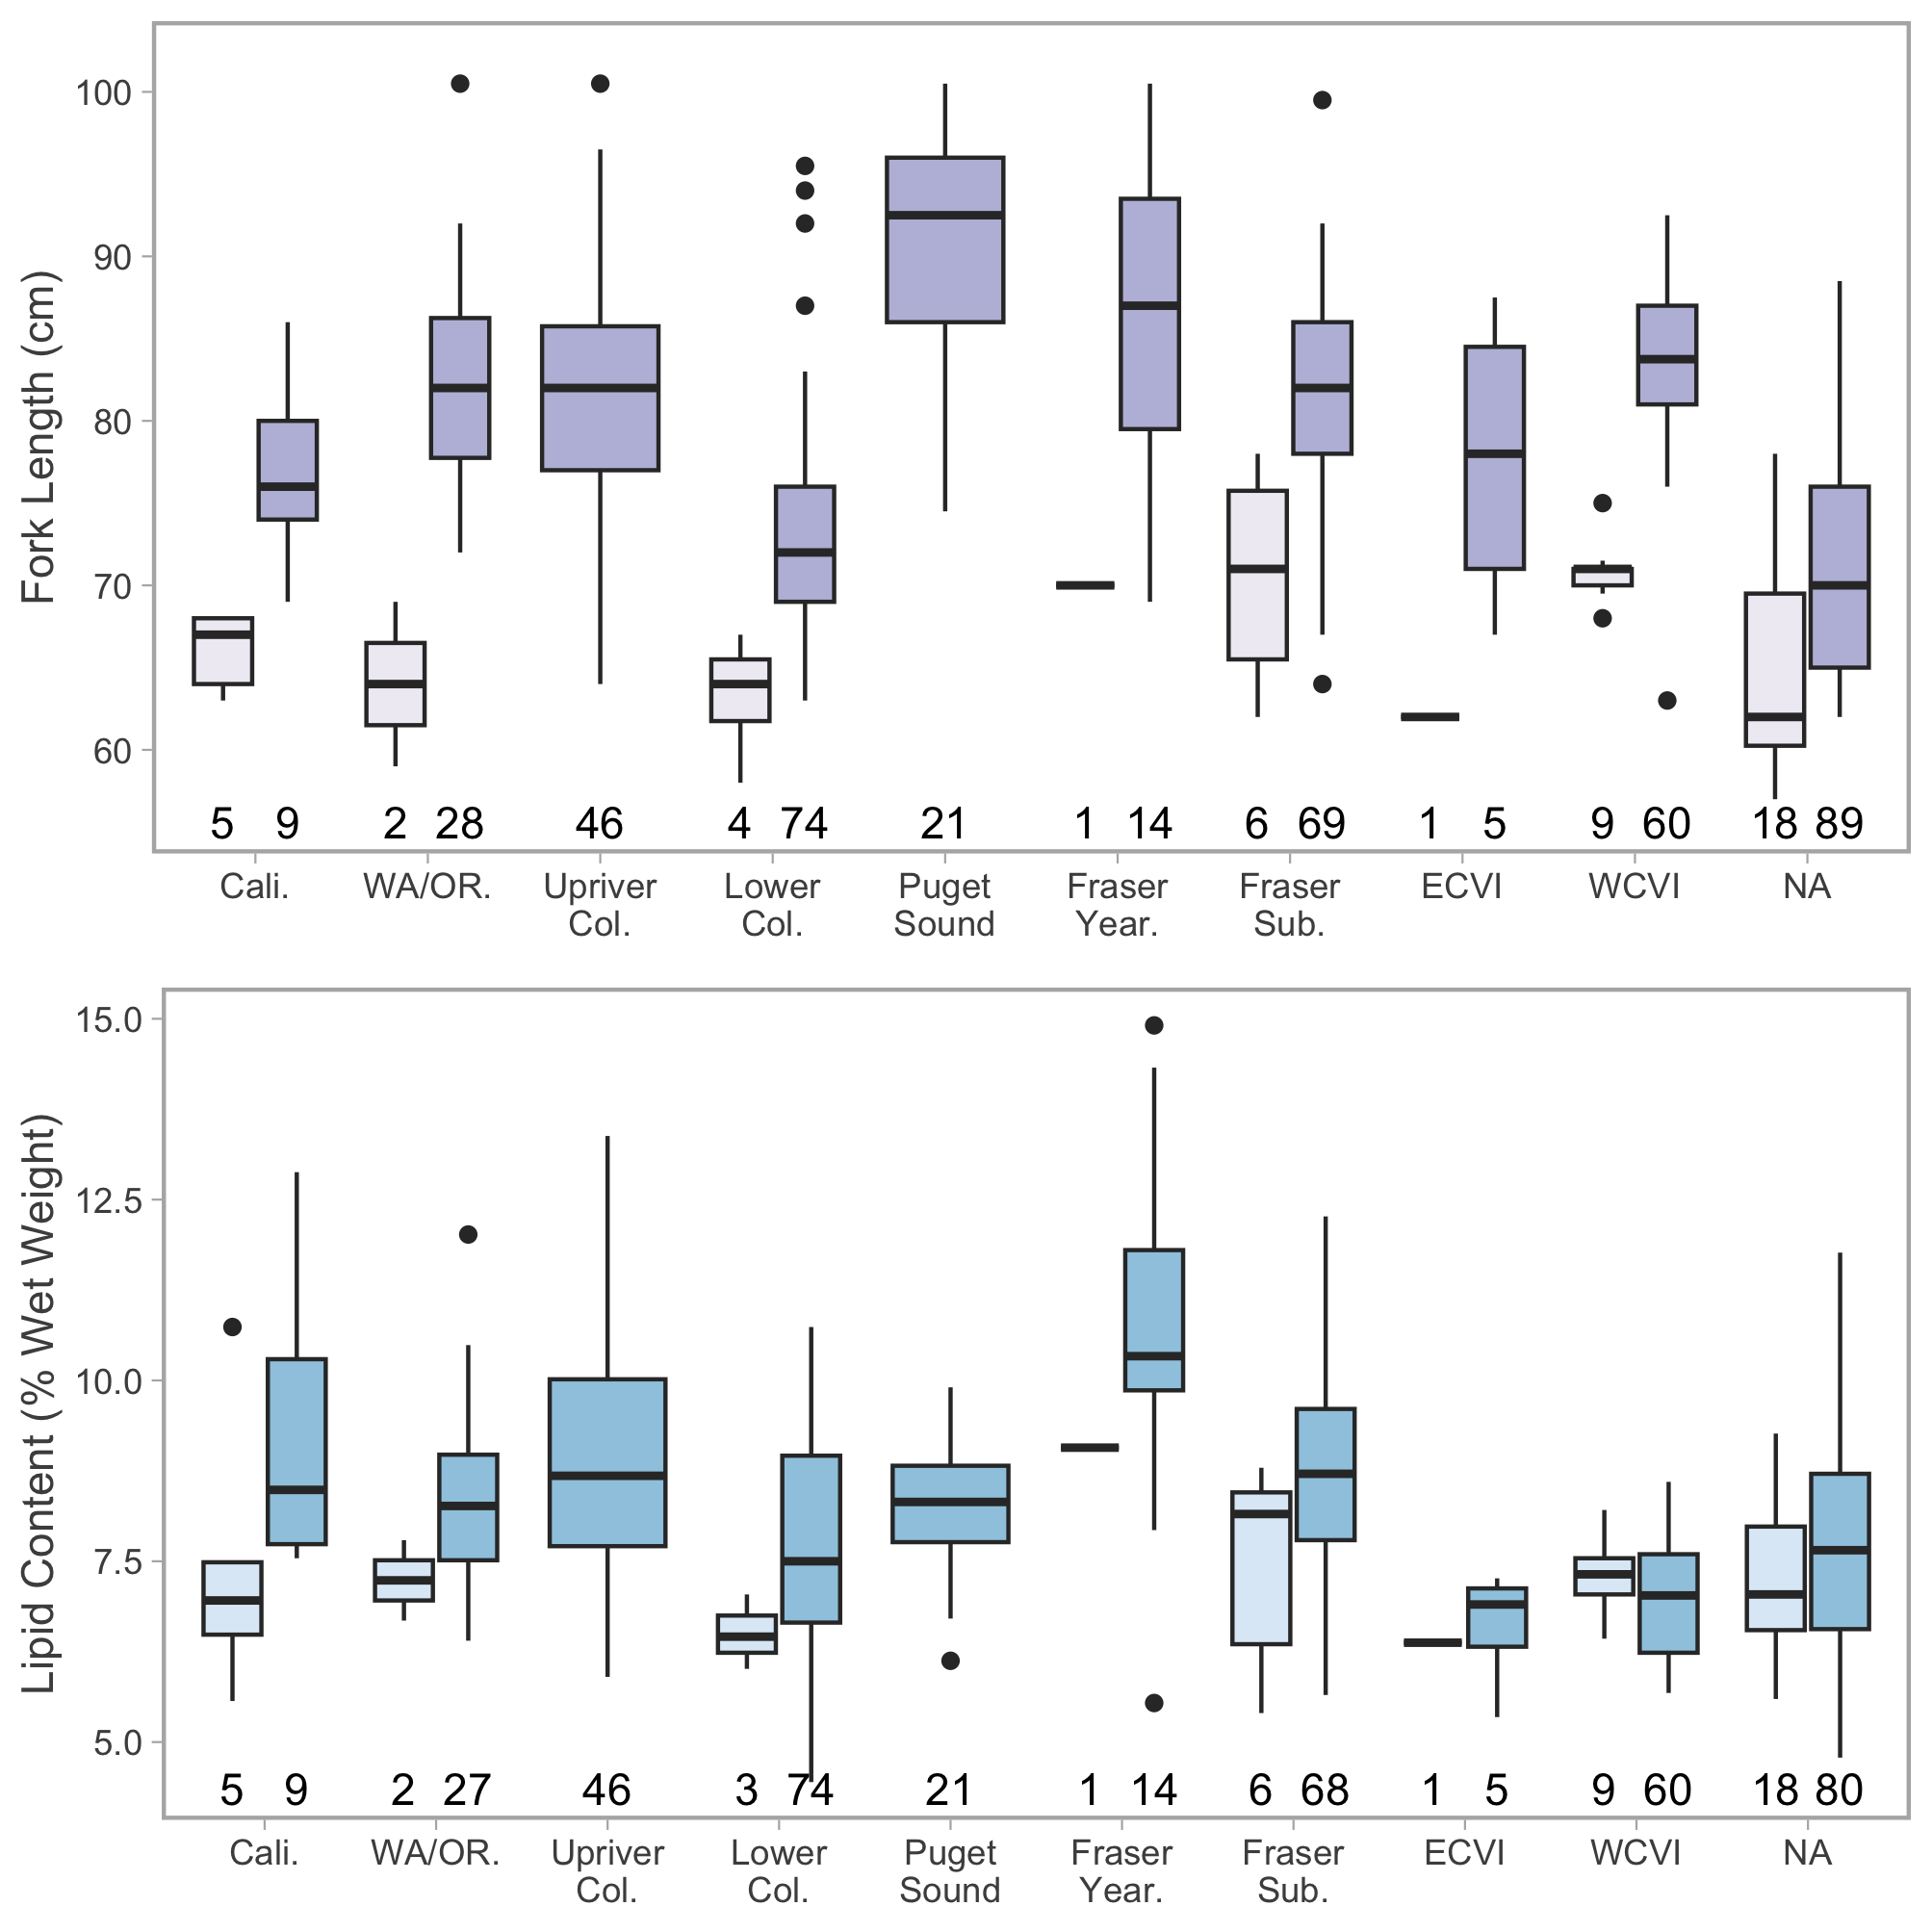 Fork Length (cm)
100
90
80
70
60
5 9 2 28 46 4 74 21 1 14 6 69 1 5 9 60 18 89
Cali. WA/OR. Upriver Lower Puget Fraser Fraser ECVI WCVI NA
Col. Col. Sound Year. Sub.
Lipid Content (% Wet Weight)
15.0
12.5
10.0
7.5
5.0
5 9 2 27 46 3 74 21 1 14 6 68 1 5 9 60 18 80
Cali. WA/OR. Upriver Lower Puget Fraser Fraser ECVI WCVI NA
Col. Col. Sound Year. Sub.